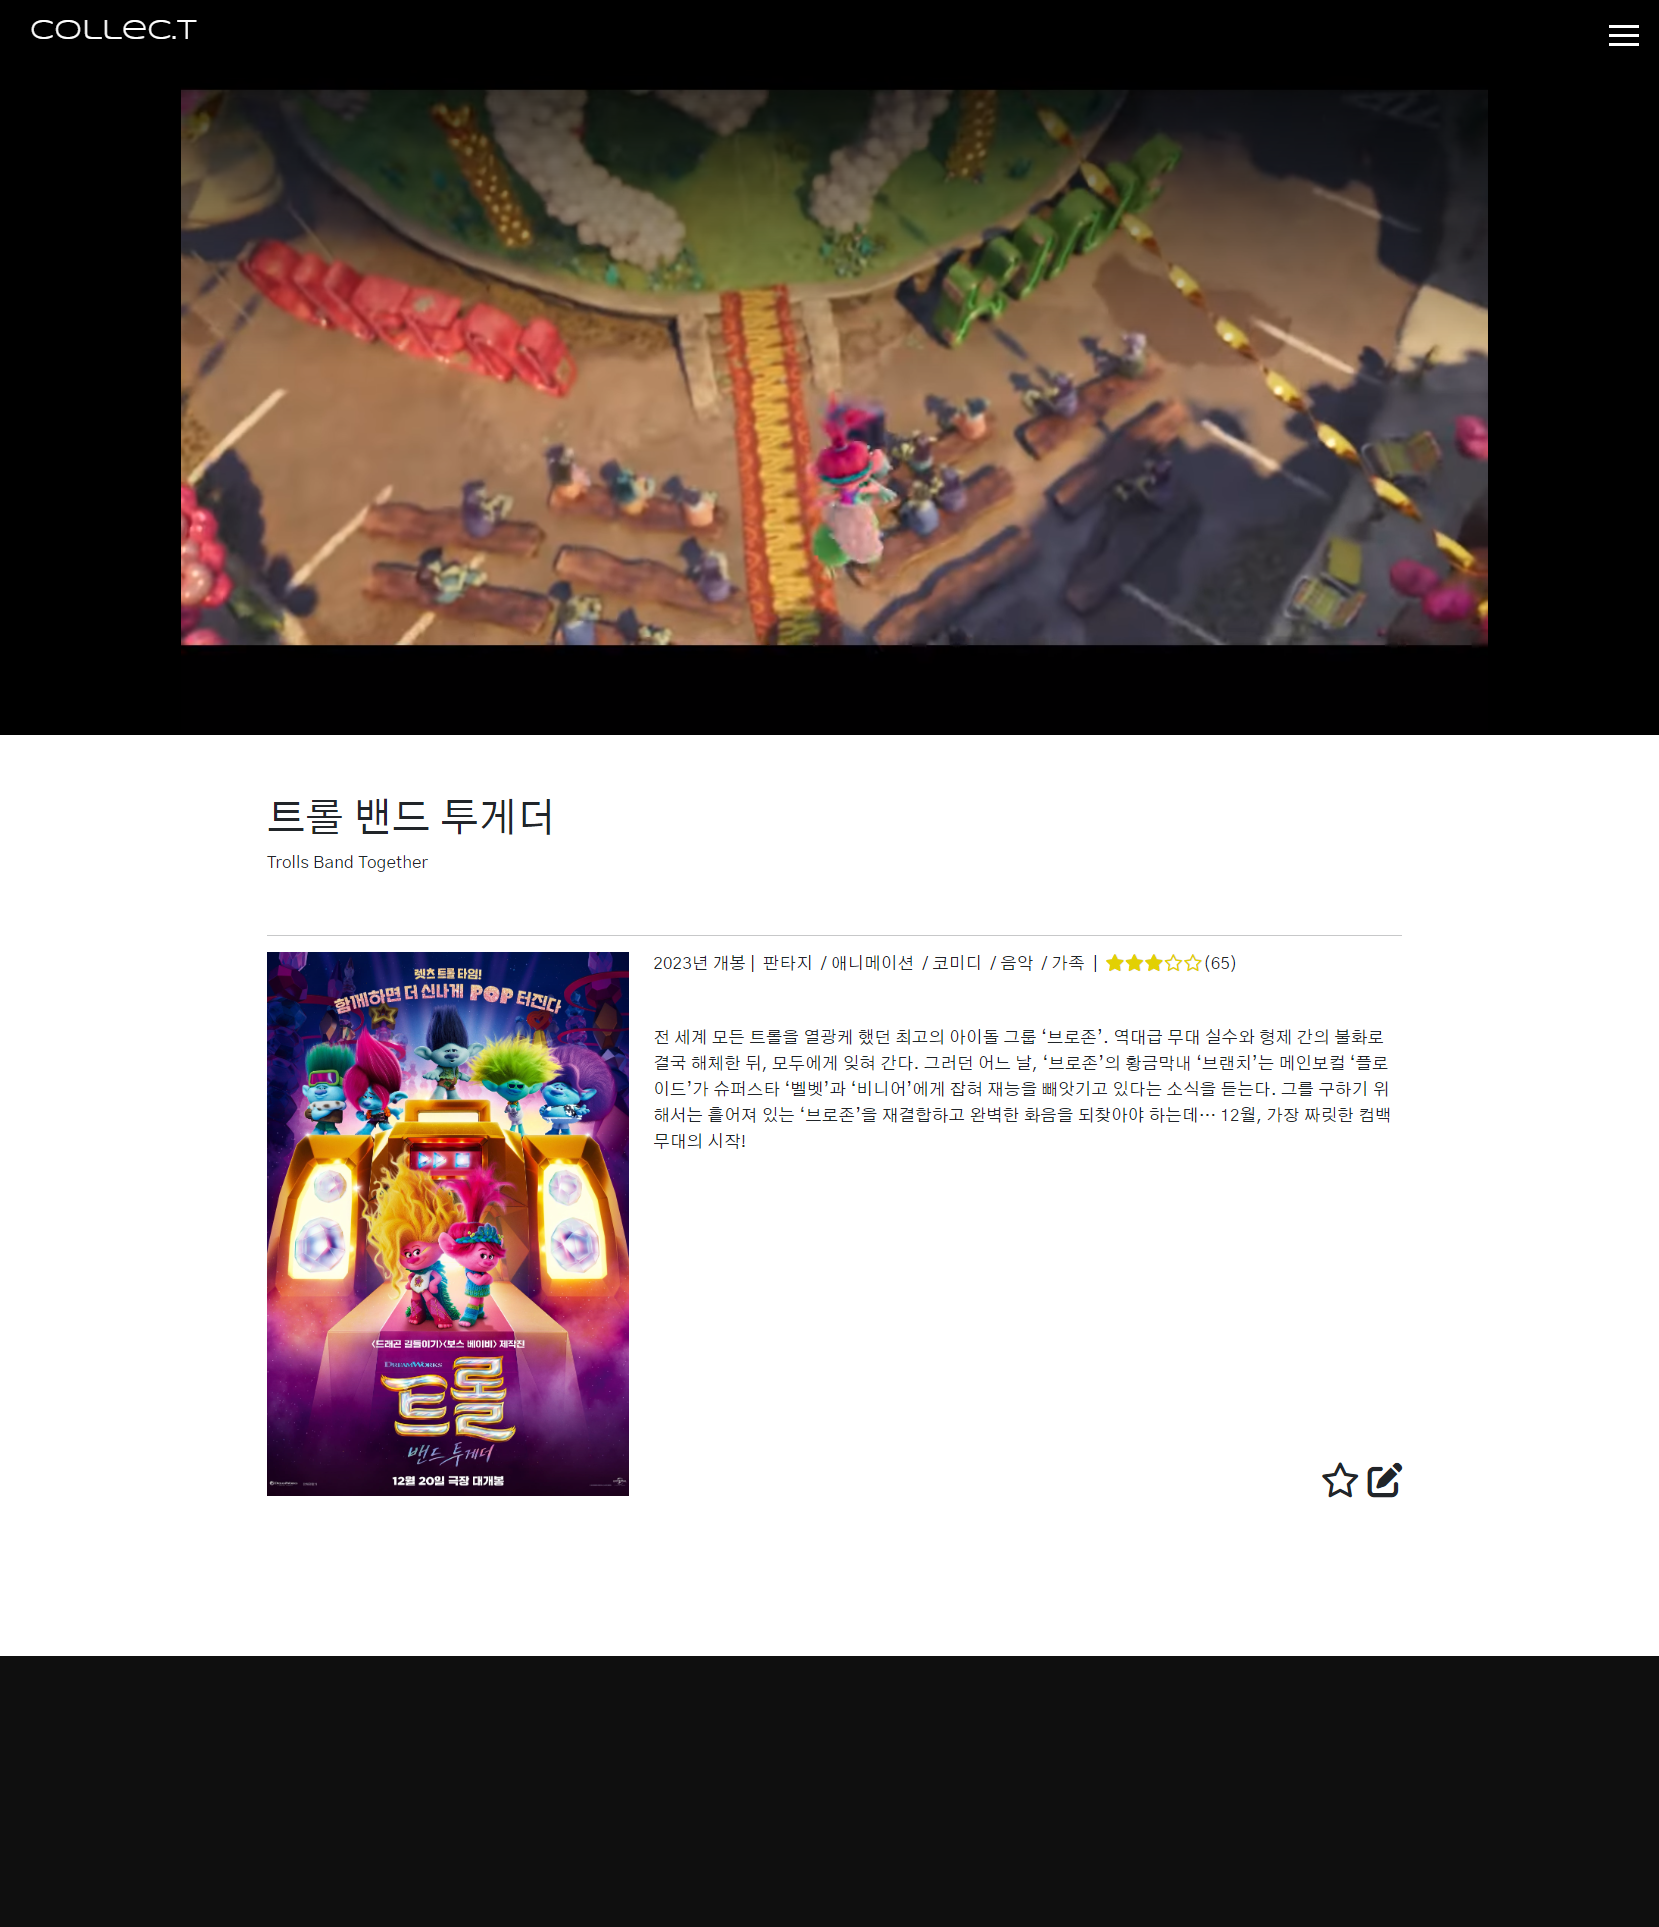 collec.T
트롤 밴드 투게더
Trolls Band Together
2023년 개봉 | 판타지 / 애니메이션 / 코미디 / 음악 / 가족 | (65)
전 세계 모든 트롤을 열광케 했던 최고의 아이돌 그룹 ‘브로존’. 역대급 무대 실수와 형제 간의 불화로
결국 해체한 뒤, 모두에게 잊혀 간다. 그러던 어느 날, ‘브로존’의 황금막내 ‘브랜치’는 메인보컬 ‘플로
이드’가 슈퍼스타 ‘벨벳’과 ‘비니어’에게 잡혀 재능을 빼앗기고 있다는 소식을 듣는다. 그를 구하기 위
해서는 흩어져 있는 ‘브로존’을 재결합하고 완벽한 화음을 되찾아야 하는데… 12월, 가장 짜릿한 컴백
무대의 시작!
렛츠 트롤 타임!
함께하면 더 신나게 POP 터진다
<드래곤 길들이기><보스 베이비> 제작진
DREAMWORKS
트롤
밴드 투게더
12월 20일 극장 대개봉